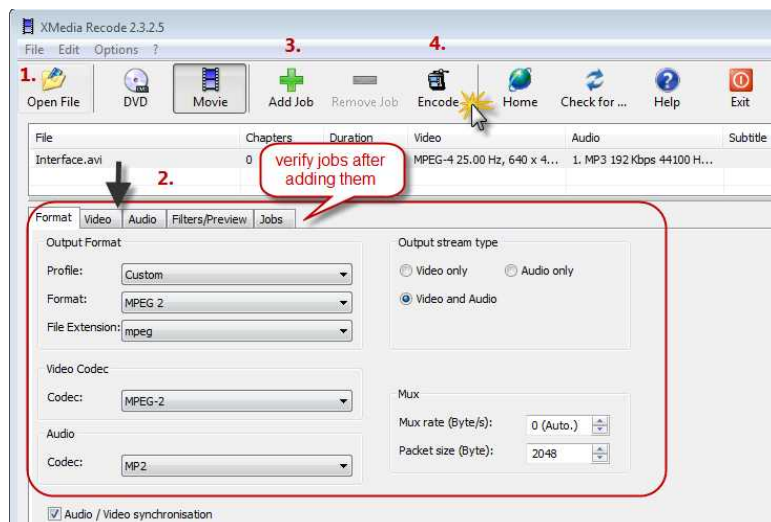 XMedia Recode 2.3.2.5
File Edit Options ?
3. 4.
1.
Open File DVD Movie Add Job Remove Job Encode Home Check for ... Help Exit
File Chapters Duration Video Audio Subtitle
Interface.avi 0 MPEG-4 25.00 Hz, 640 x 4... 1. MP3 192 Kbps 44100 H...
verify jobs after
adding them
2.
Format Video Audio Filters/Preview Jobs
Output Format
Profile: Custom
Format: MPEG 2
File Extension: mpeg
Output stream type
Video only Audio only
Video and Audio
Video Codec
Codec: MPEG-2
Audio
Codec: MP2
Mux
Mux rate (Byte/s): 0 (Auto.)
Packet size (Byte): 2048
Audio / Video synchronisation